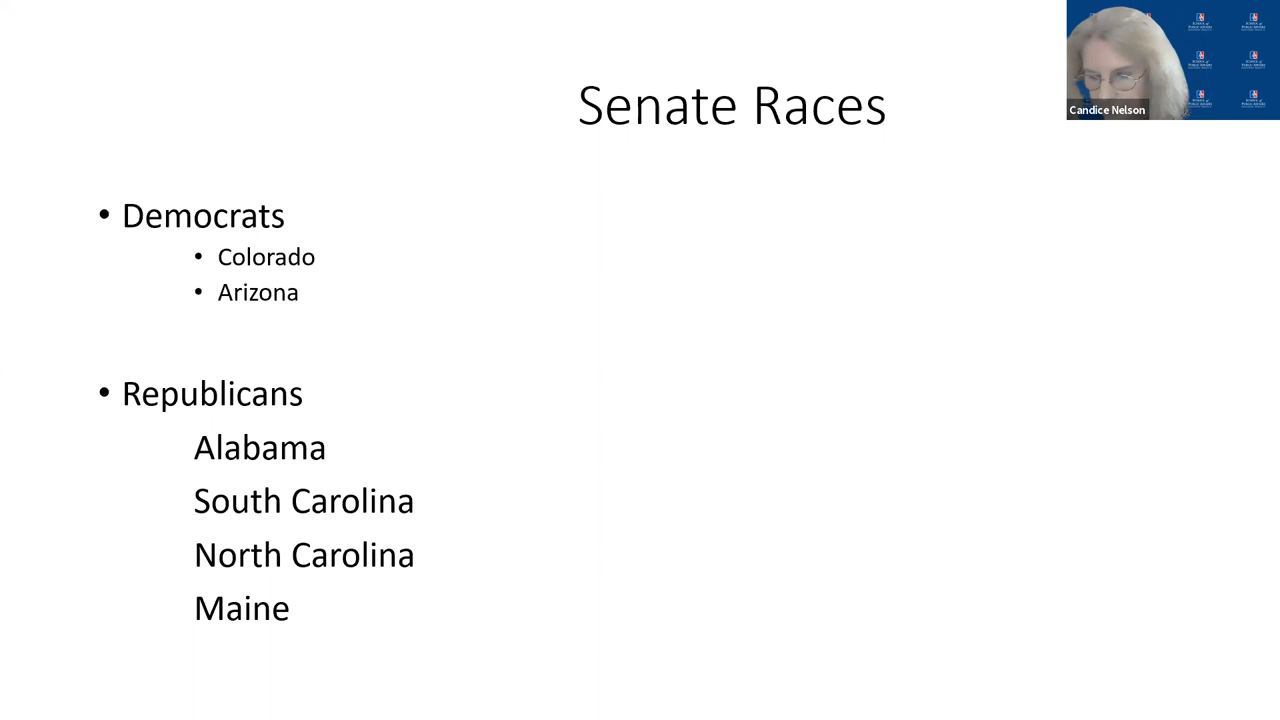 Senate Races
Candice Nelson
• Democrats
• Colorado
• Arizona
• Republicans
Alabama
South Carolina
North Carolina
Maine